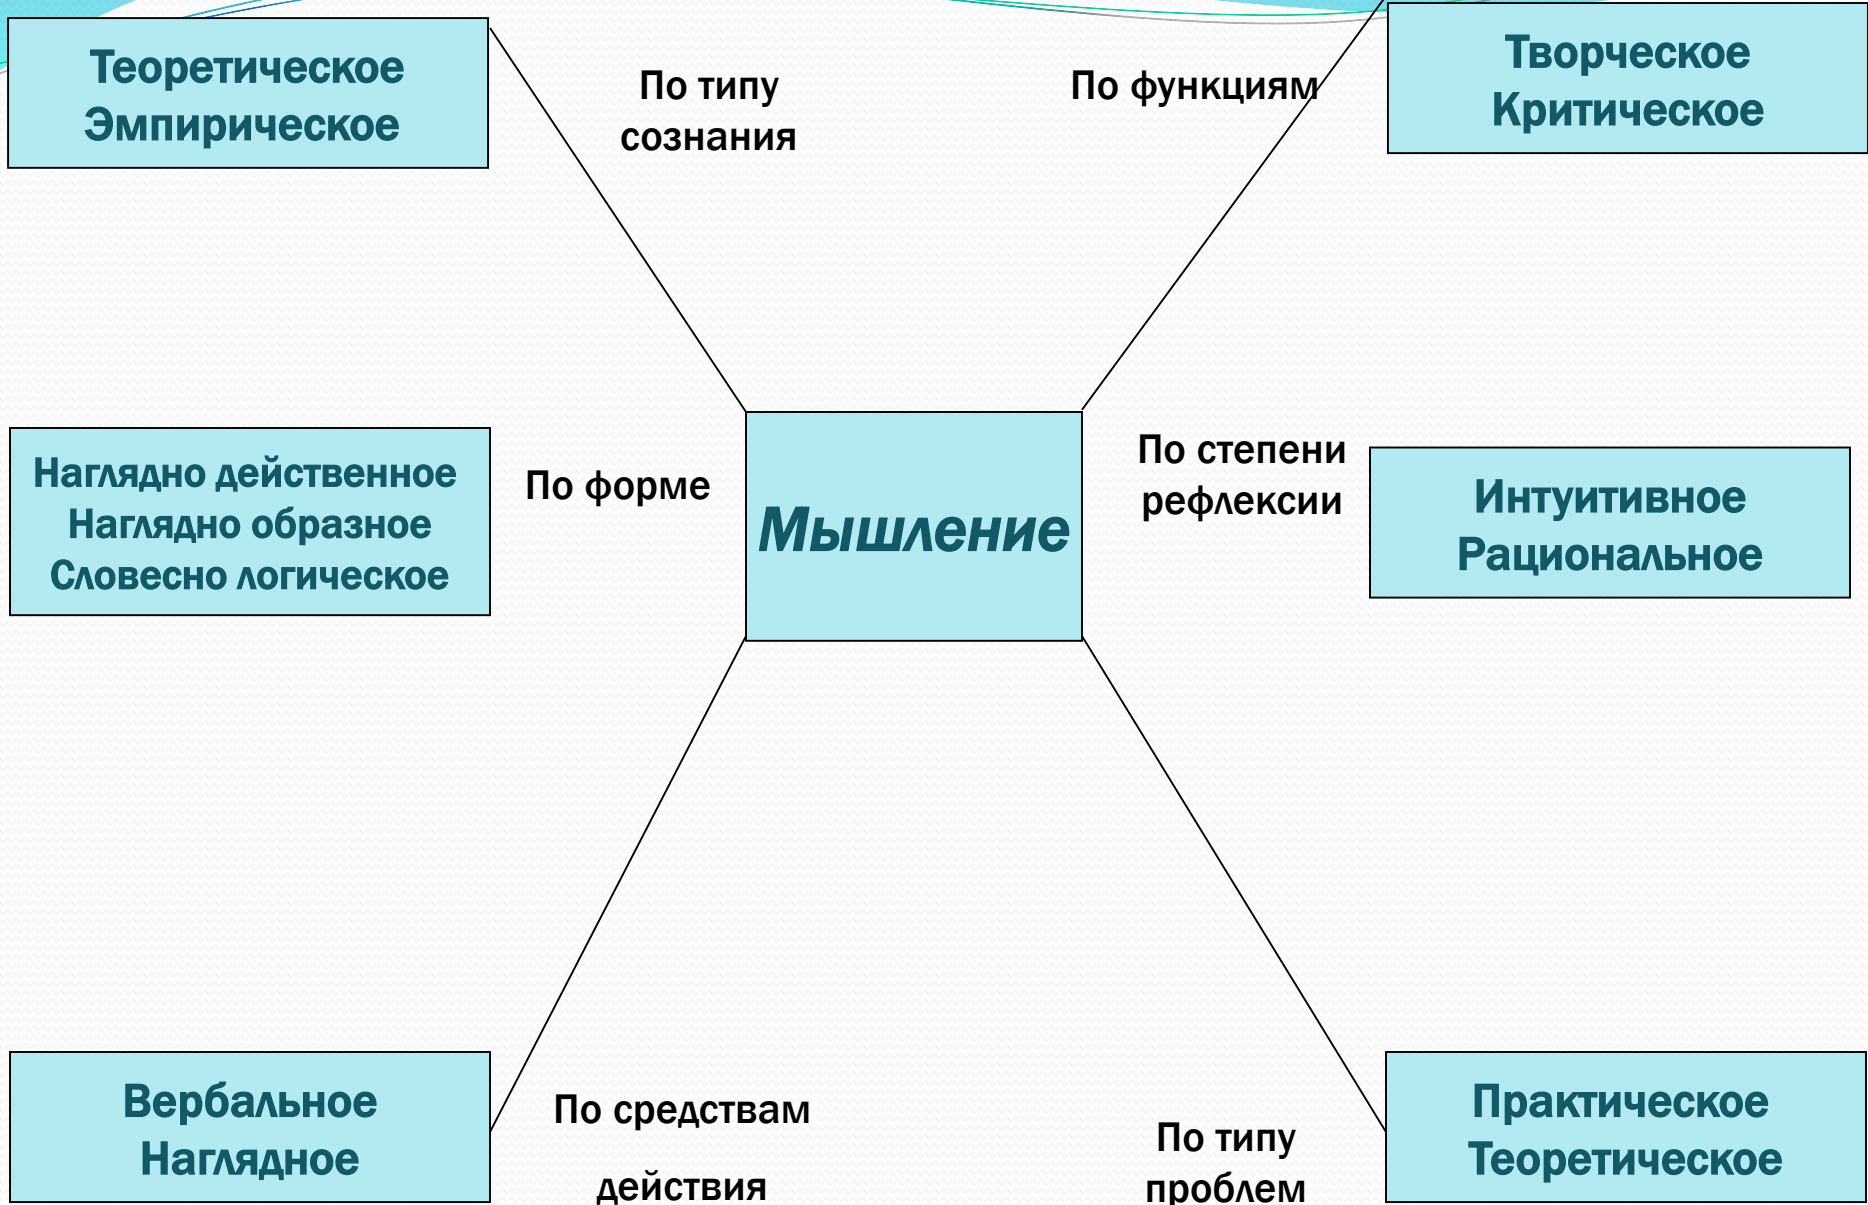 Теоретическое
Эмпирическое
По типу
сознания
По функциям
Творческое
Критическое
Наглядно действенное
Наглядно образное
Словесно логическое
По форме
Мышление
По степени
рефлексии
Интуитивное
Рациональное
Вербальное
Наглядное
По средствам
действия
По типу
проблем
Практическое
Теоретическое